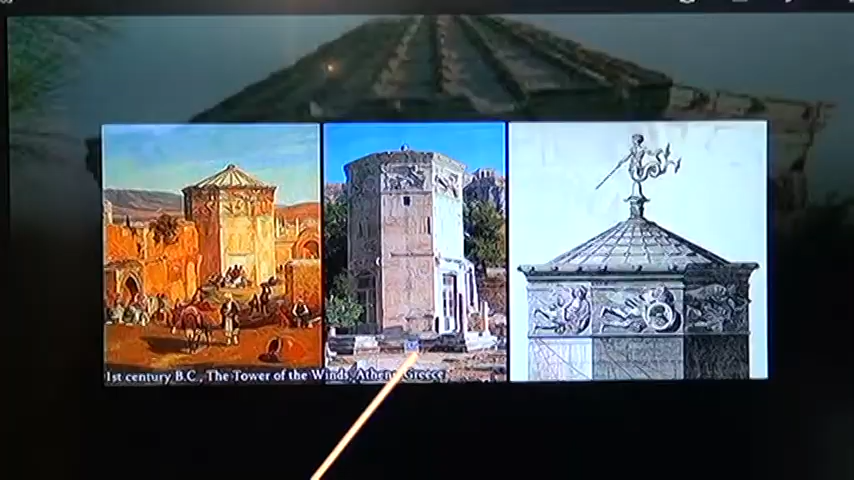 1st century B.C., The Tower of the Winds, Athens, Greece